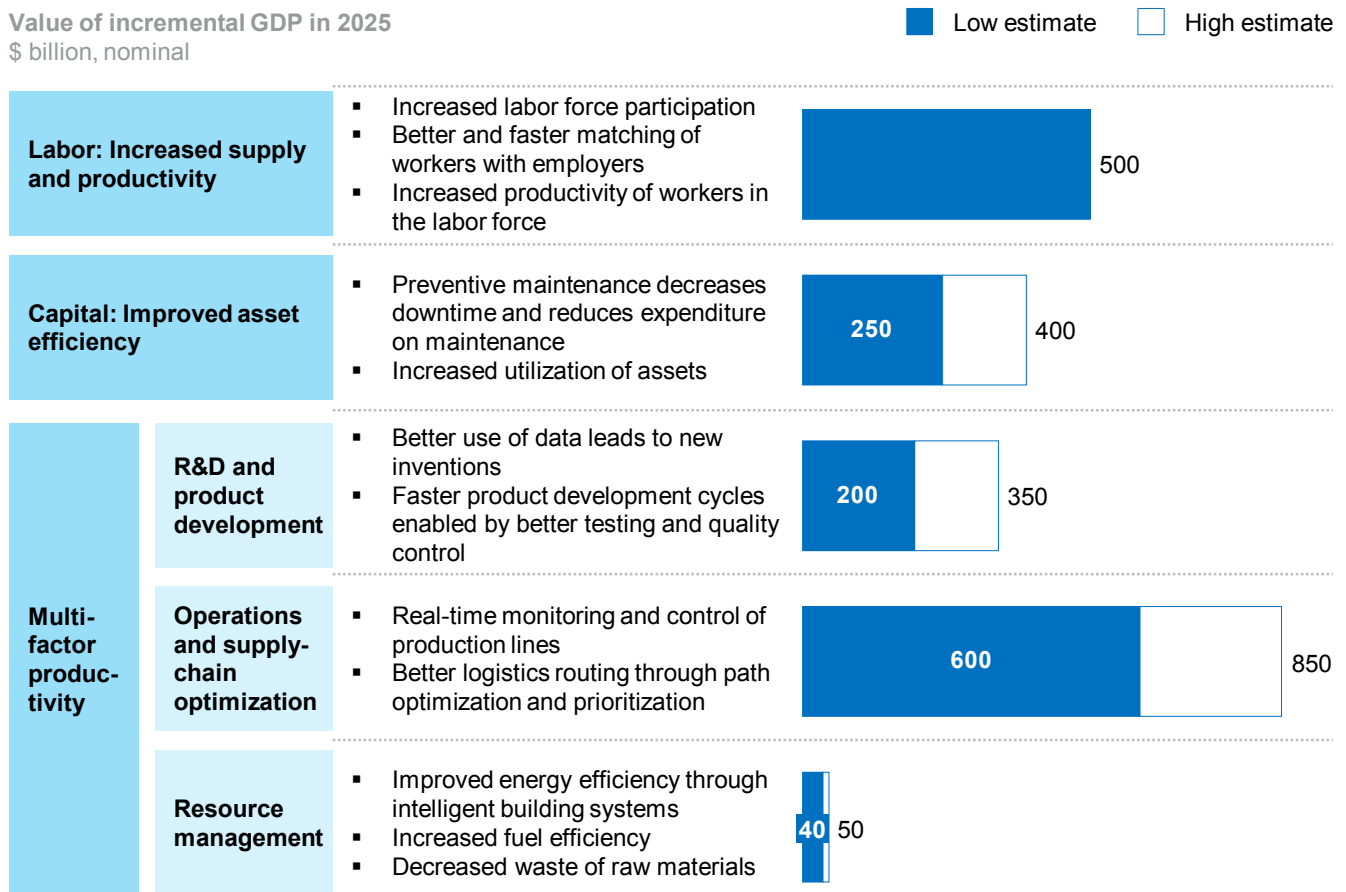 Value of incremental GDP in 2025
$ billion, nominal
Low estimate
High estimate
Labor: Increased supply
and productivity
▪ Increased labor force participation
▪ Better and faster matching of
workers with employers
▪ Increased productivity of workers in
the labor force
500
Capital: Improved asset
efficiency
▪ Preventive maintenance decreases
downtime and reduces expenditure
on maintenance
▪ Increased utilization of assets
250
400
Multi-
factor
produc-
tivity
R&D and
product
development
▪ Better use of data leads to new
inventions
▪ Faster product development cycles
enabled by better testing and quality
control
200
350
Operations
and supply-
chain
optimization
▪ Real-time monitoring and control of
production lines
▪ Better logistics routing through path
optimization and prioritization
600
850
Resource
management
▪ Improved energy efficiency through
intelligent building systems
▪ Increased fuel efficiency
▪ Decreased waste of raw materials
40
50